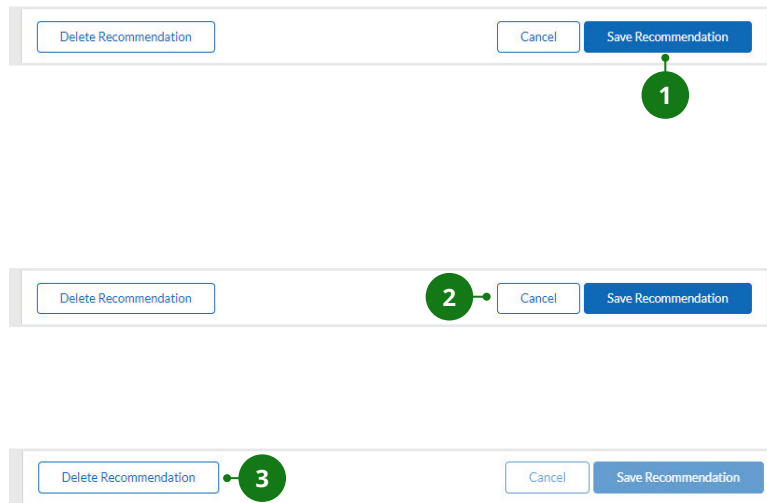 Delete Recommendation Cancel Save Recommendation
1
Delete Recommendation 2 Cancel Save Recommendation
Delete Recommendation 3 Cancel Save Recommendation